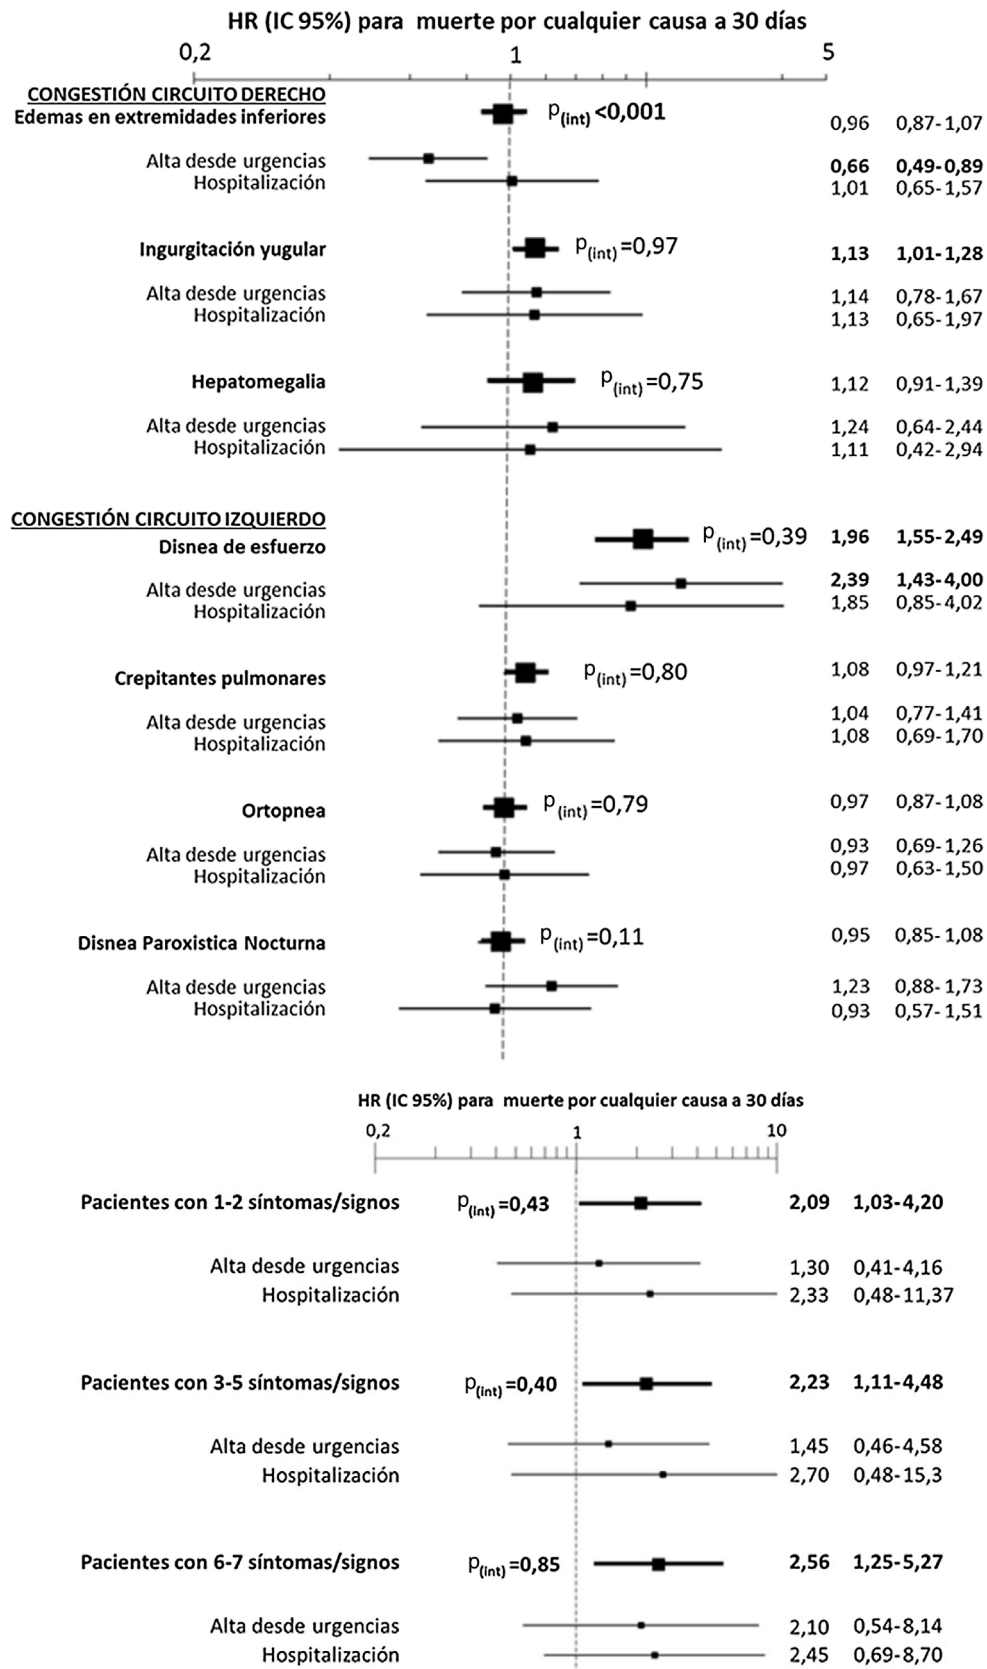 HR (IC 95%) para muerte por cualquier causa a 30 días
0,2 1 5
CONGESTIÓN CIRCUITO DERECHO
Edemas en extremidades inferiores p(int) <0,001 0,96 0,87-1,07
Alta desde urgencias 0,66 0,49-0,89
Hospitalización 1,01 0,65-1,57
Ingurgitación yugular p(int) =0,97 1,13 1,01-1,28
Alta desde urgencias 1,14 0,78-1,67
Hospitalización 1,13 0,65-1,97
Hepatomegalia p(int) =0,75 1,12 0,91-1,39
Alta desde urgencias 1,24 0,64-2,44
Hospitalización 1,11 0,42-2,94
CONGESTIÓN CIRCUITO IZQUIERDO
Disnea de esfuerzo p(int) =0,39 1,96 1,55-2,49
Alta desde urgencias 2,39 1,43-4,00
Hospitalización 1,85 0,85-4,02
Crepitantes pulmonares p(int) =0,80 1,08 0,97-1,21
Alta desde urgencias 1,04 0,77-1,41
Hospitalización 1,08 0,69-1,70
Ortopnea p(int) =0,79 0,97 0,87-1,08
Alta desde urgencias 0,93 0,69-1,26
Hospitalización 0,97 0,63-1,50
Disnea Paroxistica Nocturna p(int) =0,11 0,95 0,85-1,08
Alta desde urgencias 1,23 0,88-1,73
Hospitalización 0,93 0,57-1,51
HR (IC 95%) para muerte por cualquier causa a 30 días
0,2 1 10
Pacientes con 1-2 síntomas/signos p(int) =0,43 2,09 1,03-4,20
Alta desde urgencias 1,30 0,41-4,16
Hospitalización 2,33 0,48-11,37
Pacientes con 3-5 síntomas/signos p(int) =0,40 2,23 1,11-4,48
Alta desde urgencias 1,45 0,46-4,58
Hospitalización 2,70 0,48-15,3
Pacientes con 6-7 síntomas/signos p(int) =0,85 2,56 1,25-5,27
Alta desde urgencias 2,10 0,54-8,14
Hospitalización 2,45 0,69-8,70